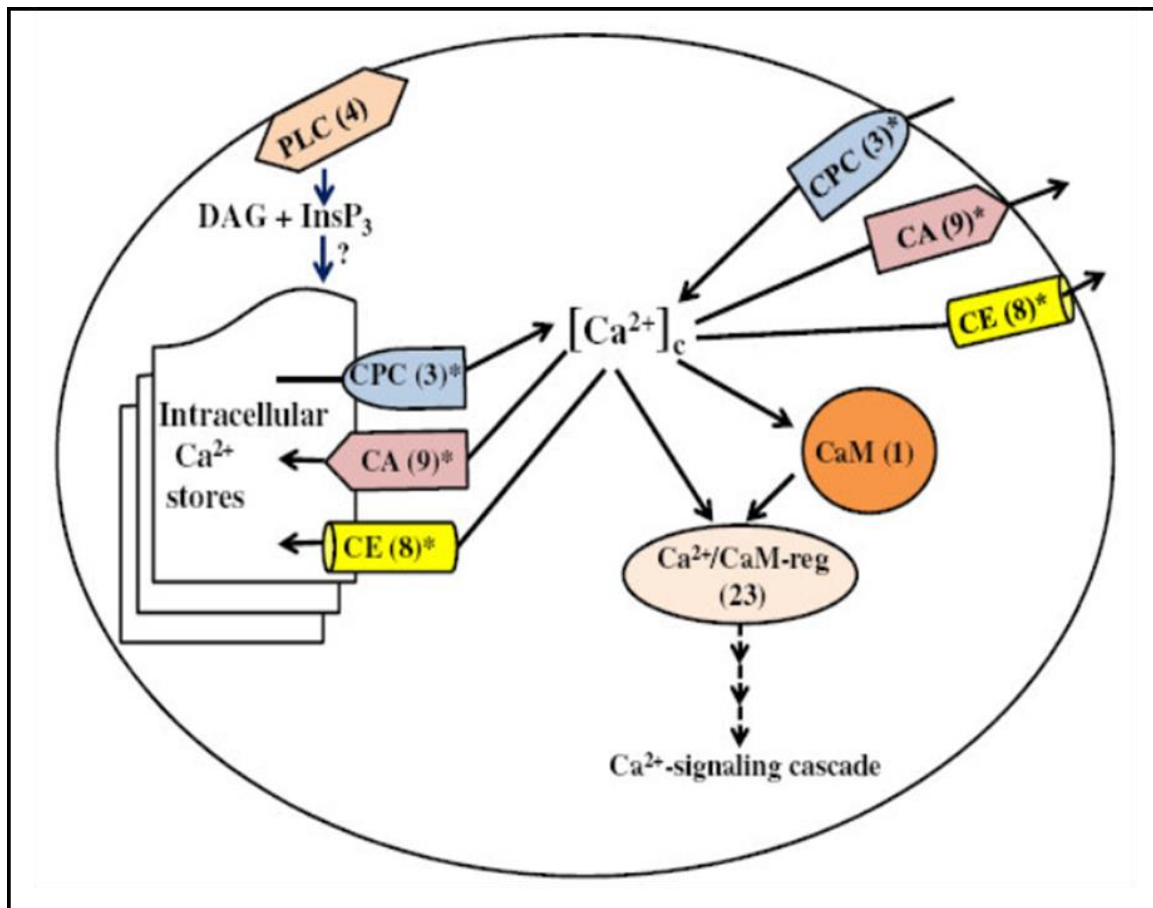 PLC (4)
DAG + InsP₃
?
CPC (3)*
CA (9)*
CE (8)*
[Ca²⁺]c
CPC (3)*
CA (9)*
CE (8)*
Intracellular
Ca²⁺
stores
CaM (1)
Ca²⁺/CaM-reg
(23)
Ca²⁺-signaling cascade